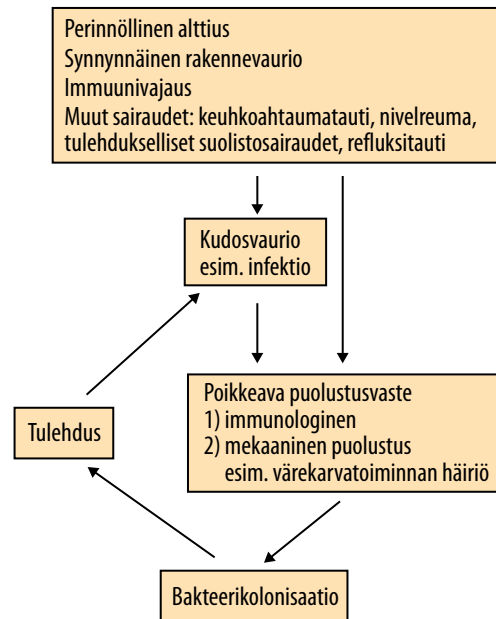 Perinnöllinen alttius
Synnynnäinen rakennevaurio
Immuunivajaus
Muut sairaudet: keuhkoahtaumatauti, nivelreuma,
tulehdukselliset suolistosairaudet, refluksitauti
Kudosvaurio
esim. infektio
Poikkeava puolustusvaste
1) immunologinen
2) mekaaninen puolustus
esim. värekarvatoiminnan häiriö
Tulehdus
Bakteerikolonisaatio